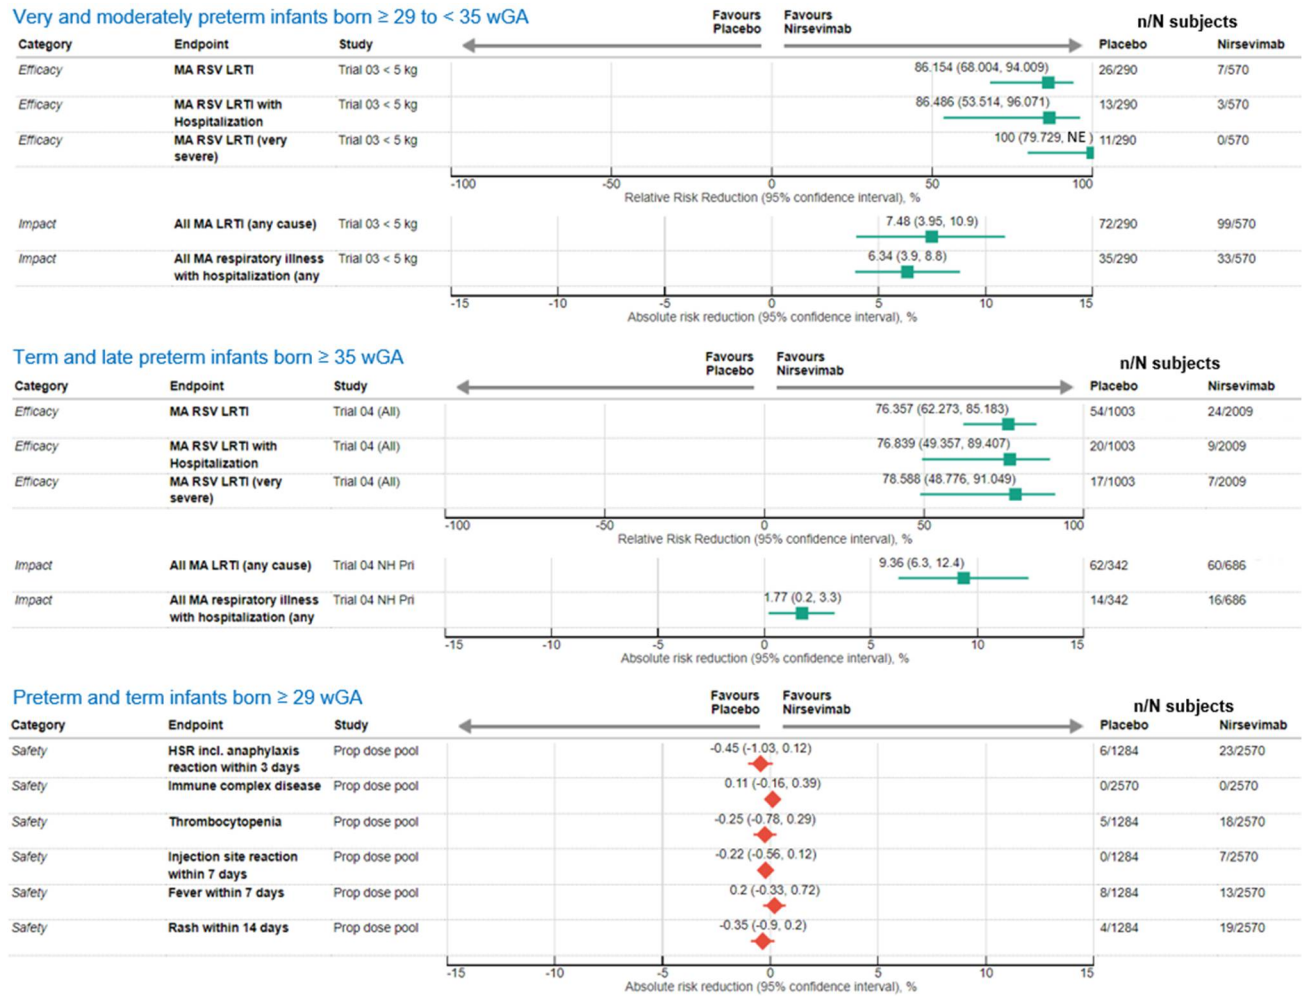 Very and moderately preterm infants born ≥ 29 to < 35 wGA
Favours Placebo Favours Nirsevimab
n/N subjects
Category Endpoint Study Placebo Nirsevimab
Efficacy MA RSV LRTI Trial 03 < 5 kg 86.154 (68.004, 94.009) 26/290 7/570
Efficacy MA RSV LRTI with Hospitalization Trial 03 < 5 kg 86.486 (53.514, 96.071) 13/290 3/570
Efficacy MA RSV LRTI (very severe) Trial 03 < 5 kg 100 (79.729, NE ) 11/290 0/570
-100 -50 0 50 100
Relative Risk Reduction (95% confidence interval), %
Impact All MA LRTI (any cause) Trial 03 < 5 kg 7.48 (3.95, 10.9) 72/290 99/570
Impact All MA respiratory illness with hospitalization (any Trial 03 < 5 kg 6.34 (3.9, 8.8) 35/290 33/570
-15 -10 -5 0 5 10 15
Absolute risk reduction (95% confidence interval), %
Term and late preterm infants born ≥ 35 wGA
Favours Placebo Favours Nirsevimab
n/N subjects
Category Endpoint Study Placebo Nirsevimab
Efficacy MA RSV LRTI Trial 04 (All) 76.357 (62.273, 85.183) 54/1003 24/2009
Efficacy MA RSV LRTI with Hospitalization Trial 04 (All) 76.839 (49.357, 89.407) 20/1003 9/2009
Efficacy MA RSV LRTI (very severe) Trial 04 (All) 78.588 (48.776, 91.049) 17/1003 7/2009
-100 -50 0 50 100
Relative Risk Reduction (95% confidence interval), %
Impact All MA LRTI (any cause) Trial 04 NH Pri 9.36 (6.3, 12.4) 62/342 60/686
Impact All MA respiratory illness with hospitalization (any Trial 04 NH Pri 1.77 (0.2, 3.3) 14/342 16/686
-15 -10 -5 0 5 10 15
Absolute risk reduction (95% confidence interval), %
Preterm and term infants born ≥ 29 wGA
Favours Placebo Favours Nirsevimab
n/N subjects
Category Endpoint Study Placebo Nirsevimab
Safety HSR incl. anaphylaxis reaction within 3 days Prop dose pool -0.45 (-1.03, 0.12) 6/1284 23/2570
Safety Immune complex disease Prop dose pool 0.11 (-0.16, 0.39) 0/2570 0/2570
Safety Thrombocytopenia Prop dose pool -0.25 (-0.78, 0.29) 5/1284 18/2570
Safety Injection site reaction within 7 days Prop dose pool -0.22 (-0.56, 0.12) 0/1284 7/2570
Safety Fever within 7 days Prop dose pool 0.2 (-0.33, 0.72) 8/1284 13/2570
Safety Rash within 14 days Prop dose pool -0.35 (-0.9, 0.2) 4/1284 19/2570
-15 -10 -5 0 5 10 15
Absolute risk reduction (95% confidence interval), %